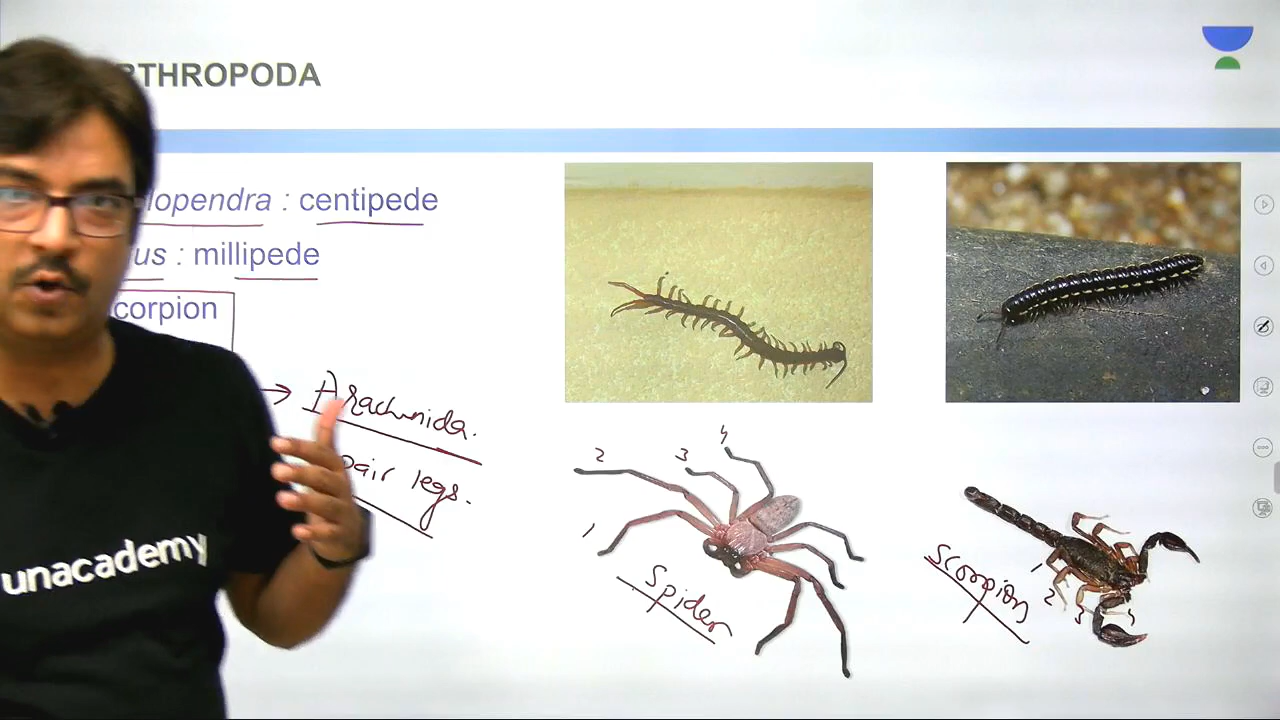 RTHROPODA
lopendra : centipede
us : millipede
corpion
→ Arachnida.
pair legs.
1 2 3 4
Spider
Scorpion
1 2 3
unacademy